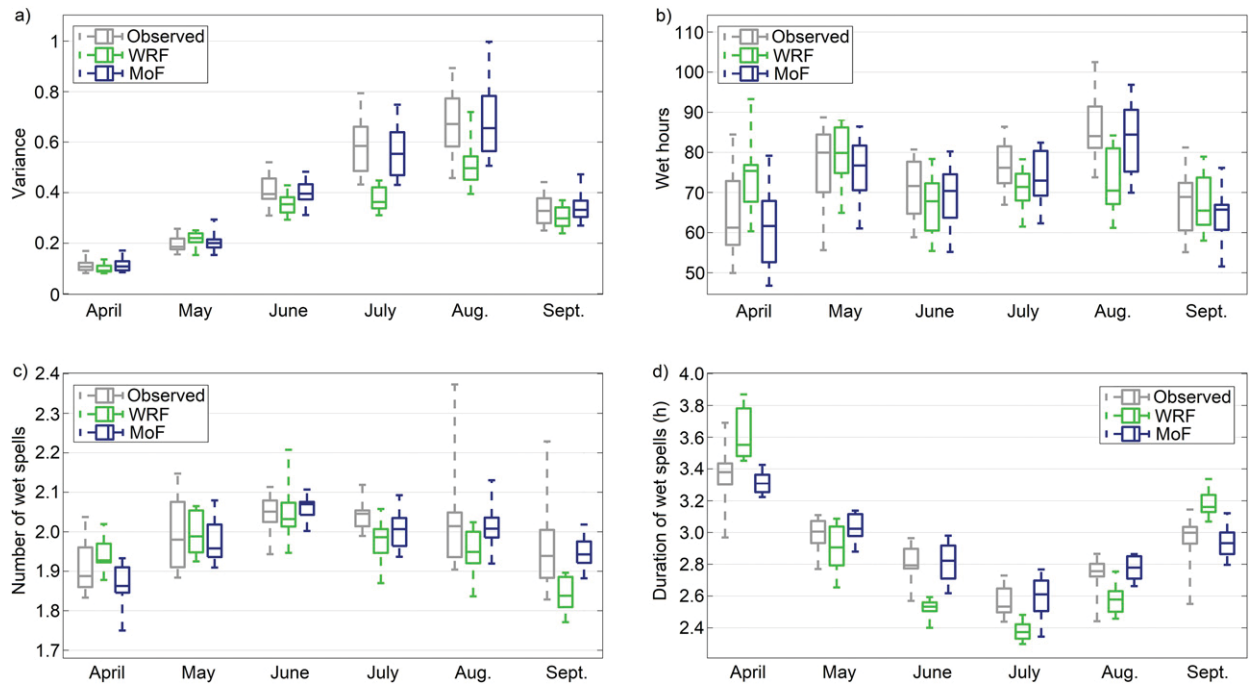 a)
Observed
WRF
MoF
Variance
1
0.8
0.6
0.4
0.2
0
April May June July Aug. Sept.
b)
Observed
WRF
MoF
Wet hours
110
100
90
80
70
60
50
April May June July Aug. Sept.
c)
Observed
WRF
MoF
Number of wet spells
2.4
2.3
2.2
2.1
2.0
1.9
1.8
1.7
April May June July Aug. Sept.
d)
Observed
WRF
MoF
Duration of wet spells (h)
4.0
3.8
3.6
3.4
3.2
3.0
2.8
2.6
2.4
April May June July Aug. Sept.